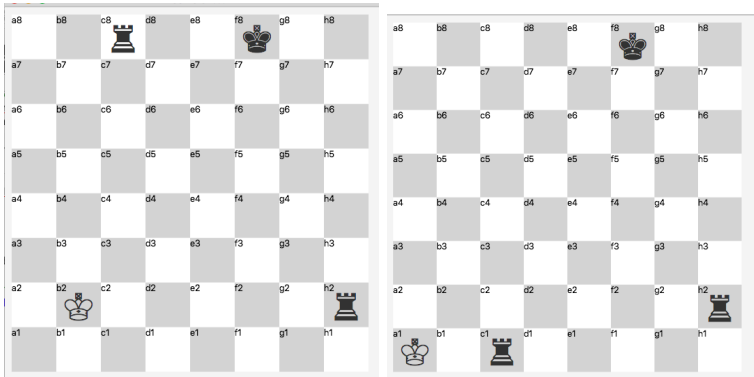 a8 b8 c8 d8 e8 f8 g8 h8
a7 b7 c7 d7 e7 f7 g7 h7
a6 b6 c6 d6 e6 f6 g6 h6
a5 b5 c5 d5 e5 f5 g5 h5
a4 b4 c4 d4 e4 f4 g4 h4
a3 b3 c3 d3 e3 f3 g3 h3
a2 b2 c2 d2 e2 f2 g2 h2
a1 b1 c1 d1 e1 f1 g1 h1
a8 b8 c8 d8 e8 f8 g8 h8
a7 b7 c7 d7 e7 f7 g7 h7
a6 b6 c6 d6 e6 f6 g6 h6
a5 b5 c5 d5 e5 f5 g5 h5
a4 b4 c4 d4 e4 f4 g4 h4
a3 b3 c3 d3 e3 f3 g3 h3
a2 b2 c2 d2 e2 f2 g2 h2
a1 b1 c1 d1 e1 f1 g1 h1